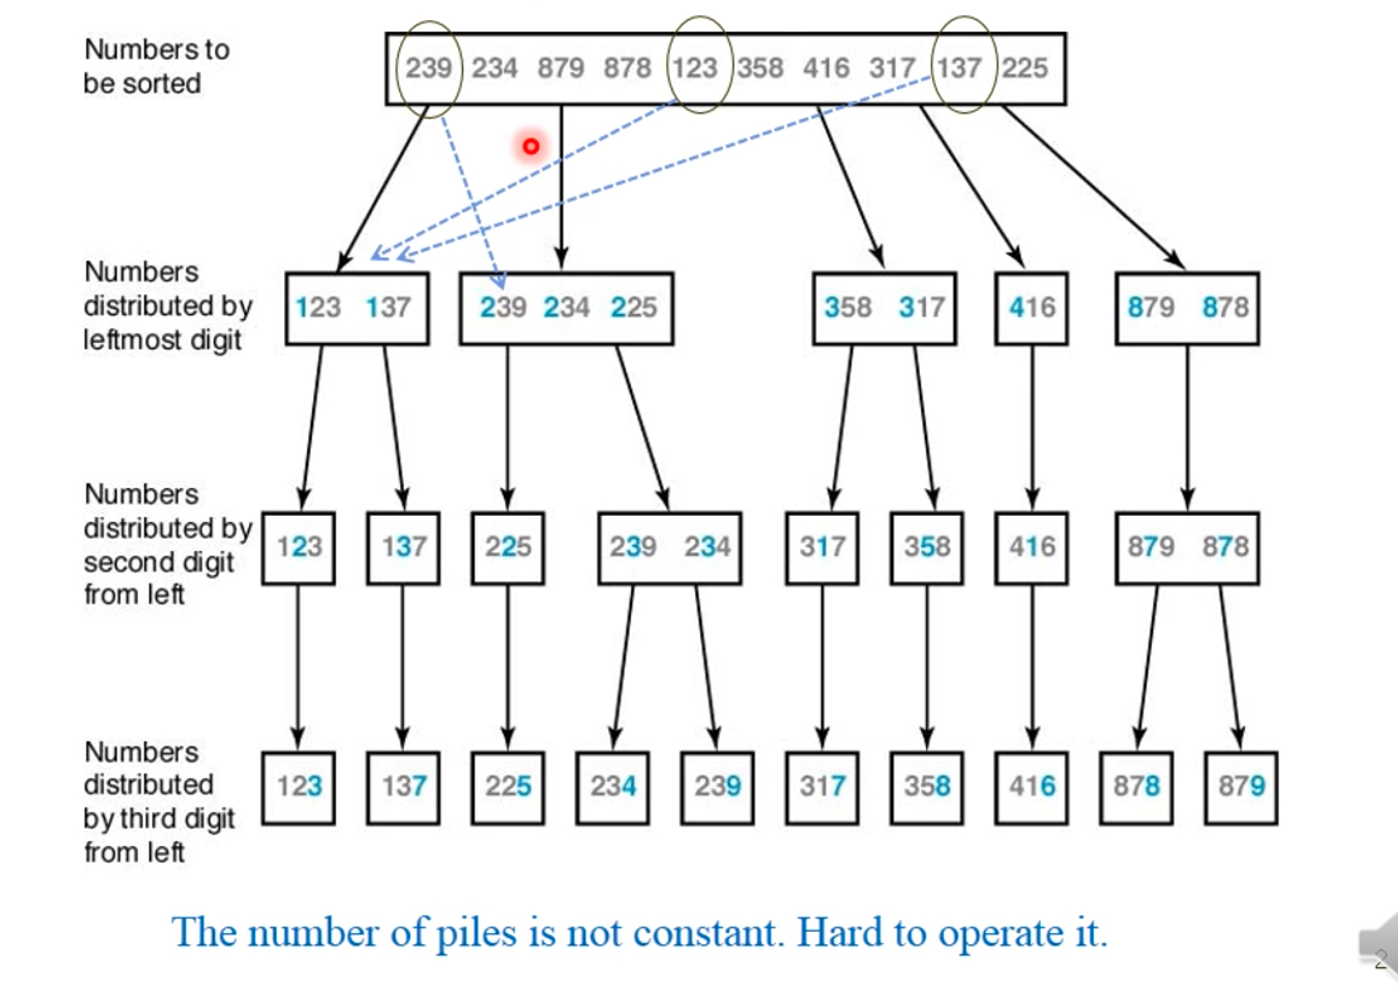 Numbers to
be sorted
239 234 879 878 123 358 416 317 137 225
Numbers
distributed by
leftmost digit
123 137
239 234 225
358 317
416
879 878
Numbers
distributed by
second digit
from left
123
137
225
239 234
317
358
416
879 878
Numbers
distributed
by third digit
from left
123
137
225
234
239
317
358
416
878
879
The number of piles is not constant. Hard to operate it.
2